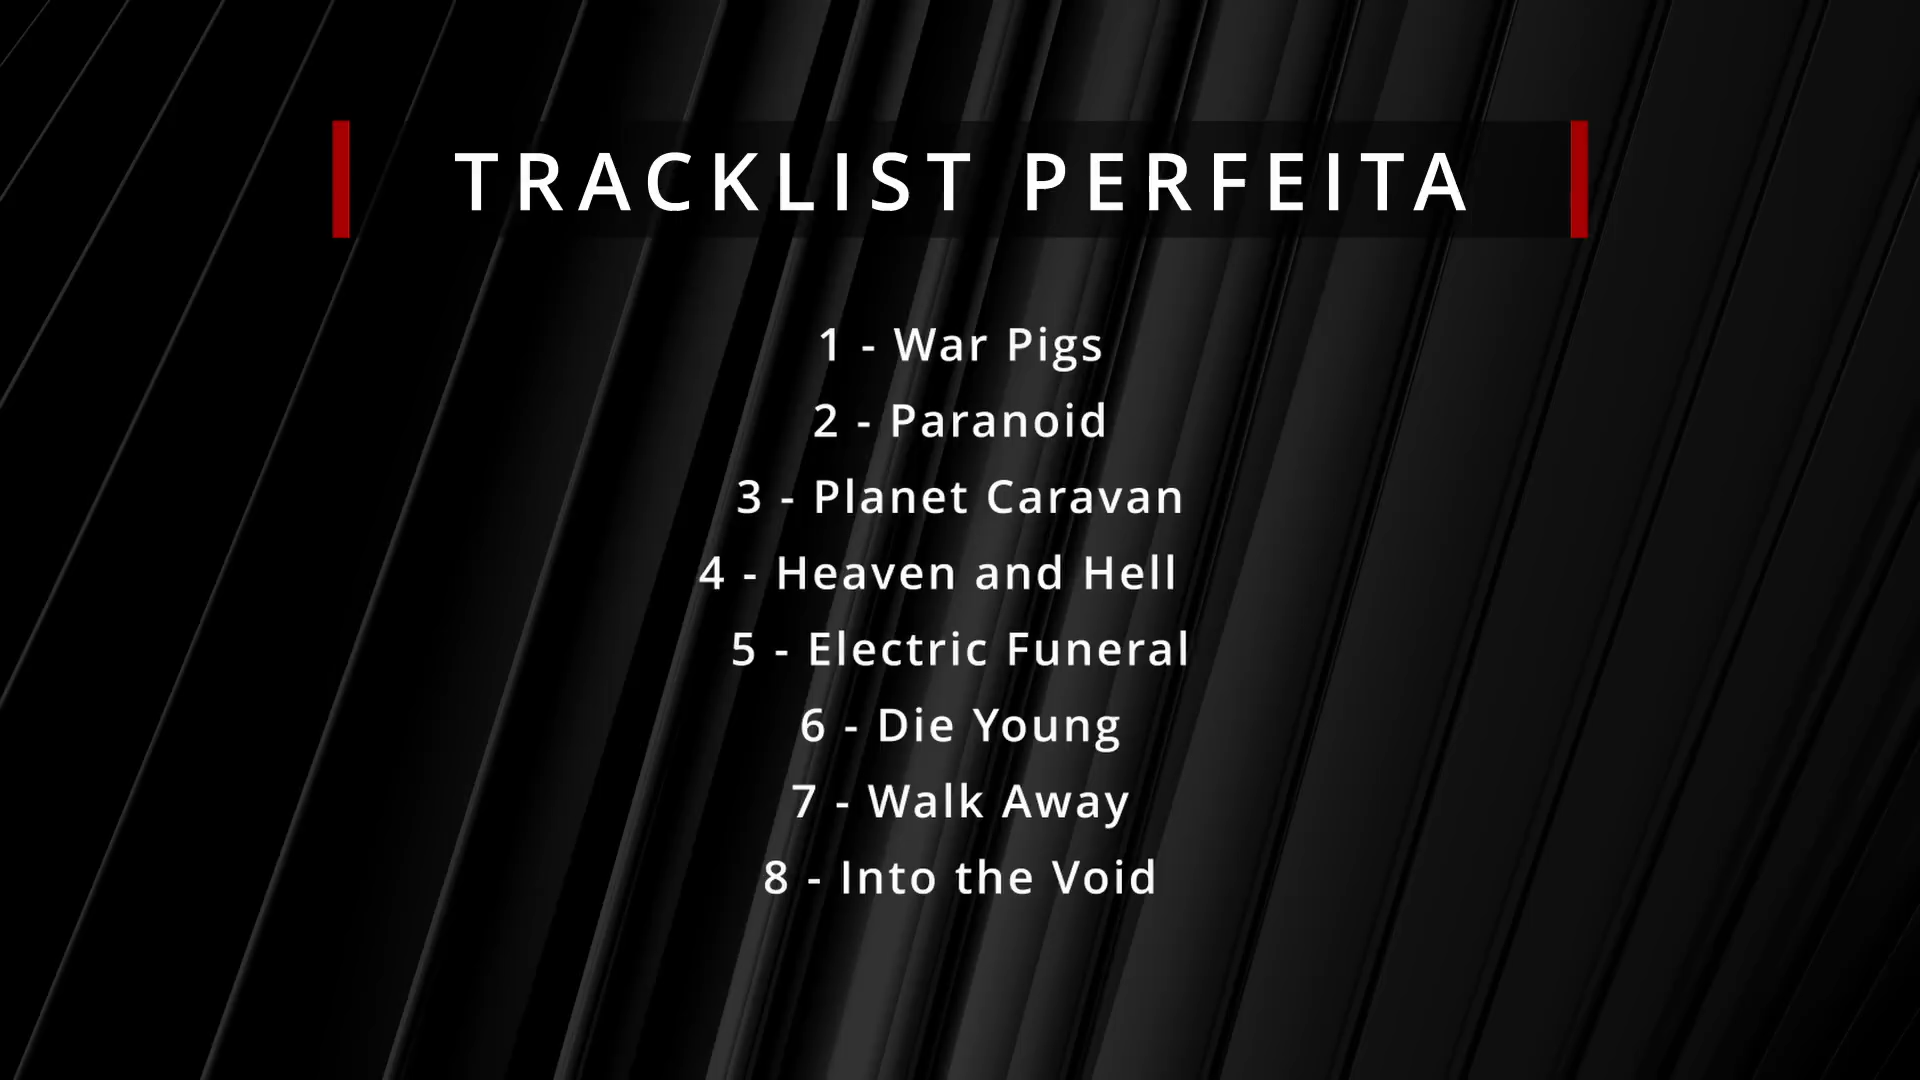 TRACKLIST PERFEITA
1 - War Pigs
2 - Paranoid
3 - Planet Caravan
4 - Heaven and Hell
5 - Electric Funeral
6 - Die Young
7 - Walk Away
8 - Into the Void